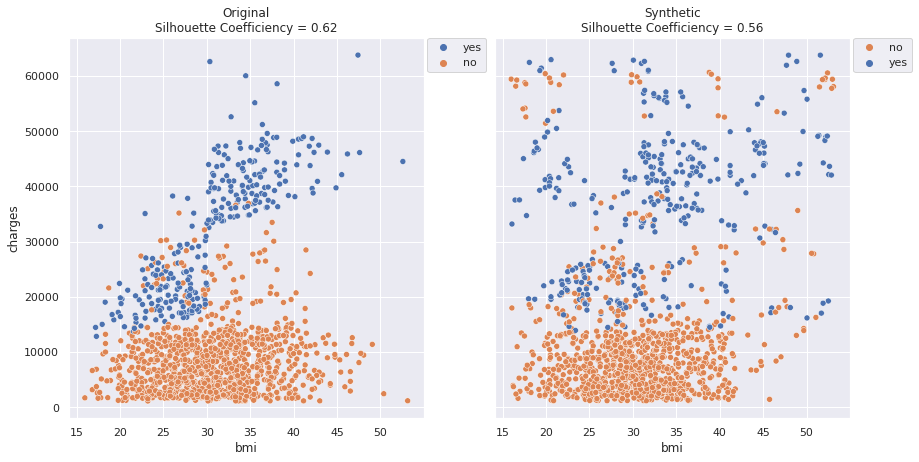 Original
Silhouette Coefficiency = 0.62
yes
no
charges
60000
50000
40000
30000
20000
10000
0
15 20 25 30 35 40 45 50
bmi
Synthetic
Silhouette Coefficiency = 0.56
no
yes
15 20 25 30 35 40 45 50
bmi